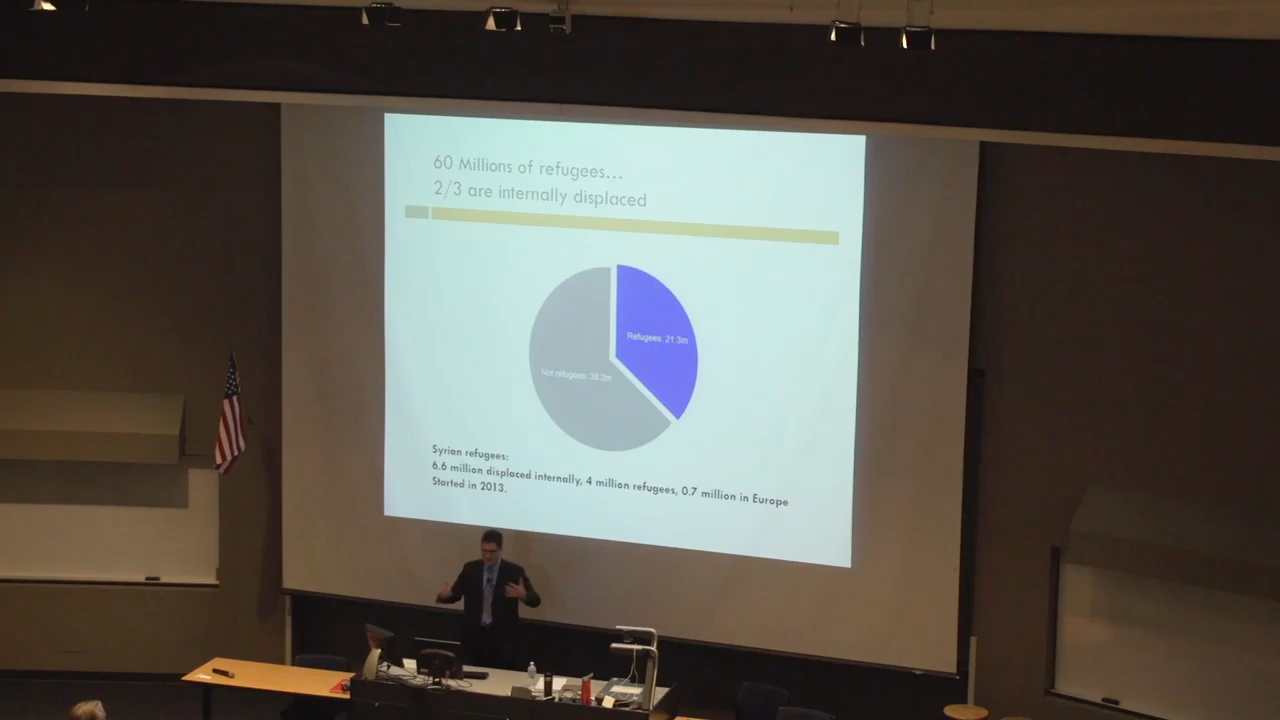 60 Millions of refugees...
2/3 are internally displaced
Refugees: 21.3m
Not refugees: 38.2m
Syrian refugees:
6.6 million displaced internally, 4 million refugees, 0.7 million in Europe
Started in 2013.